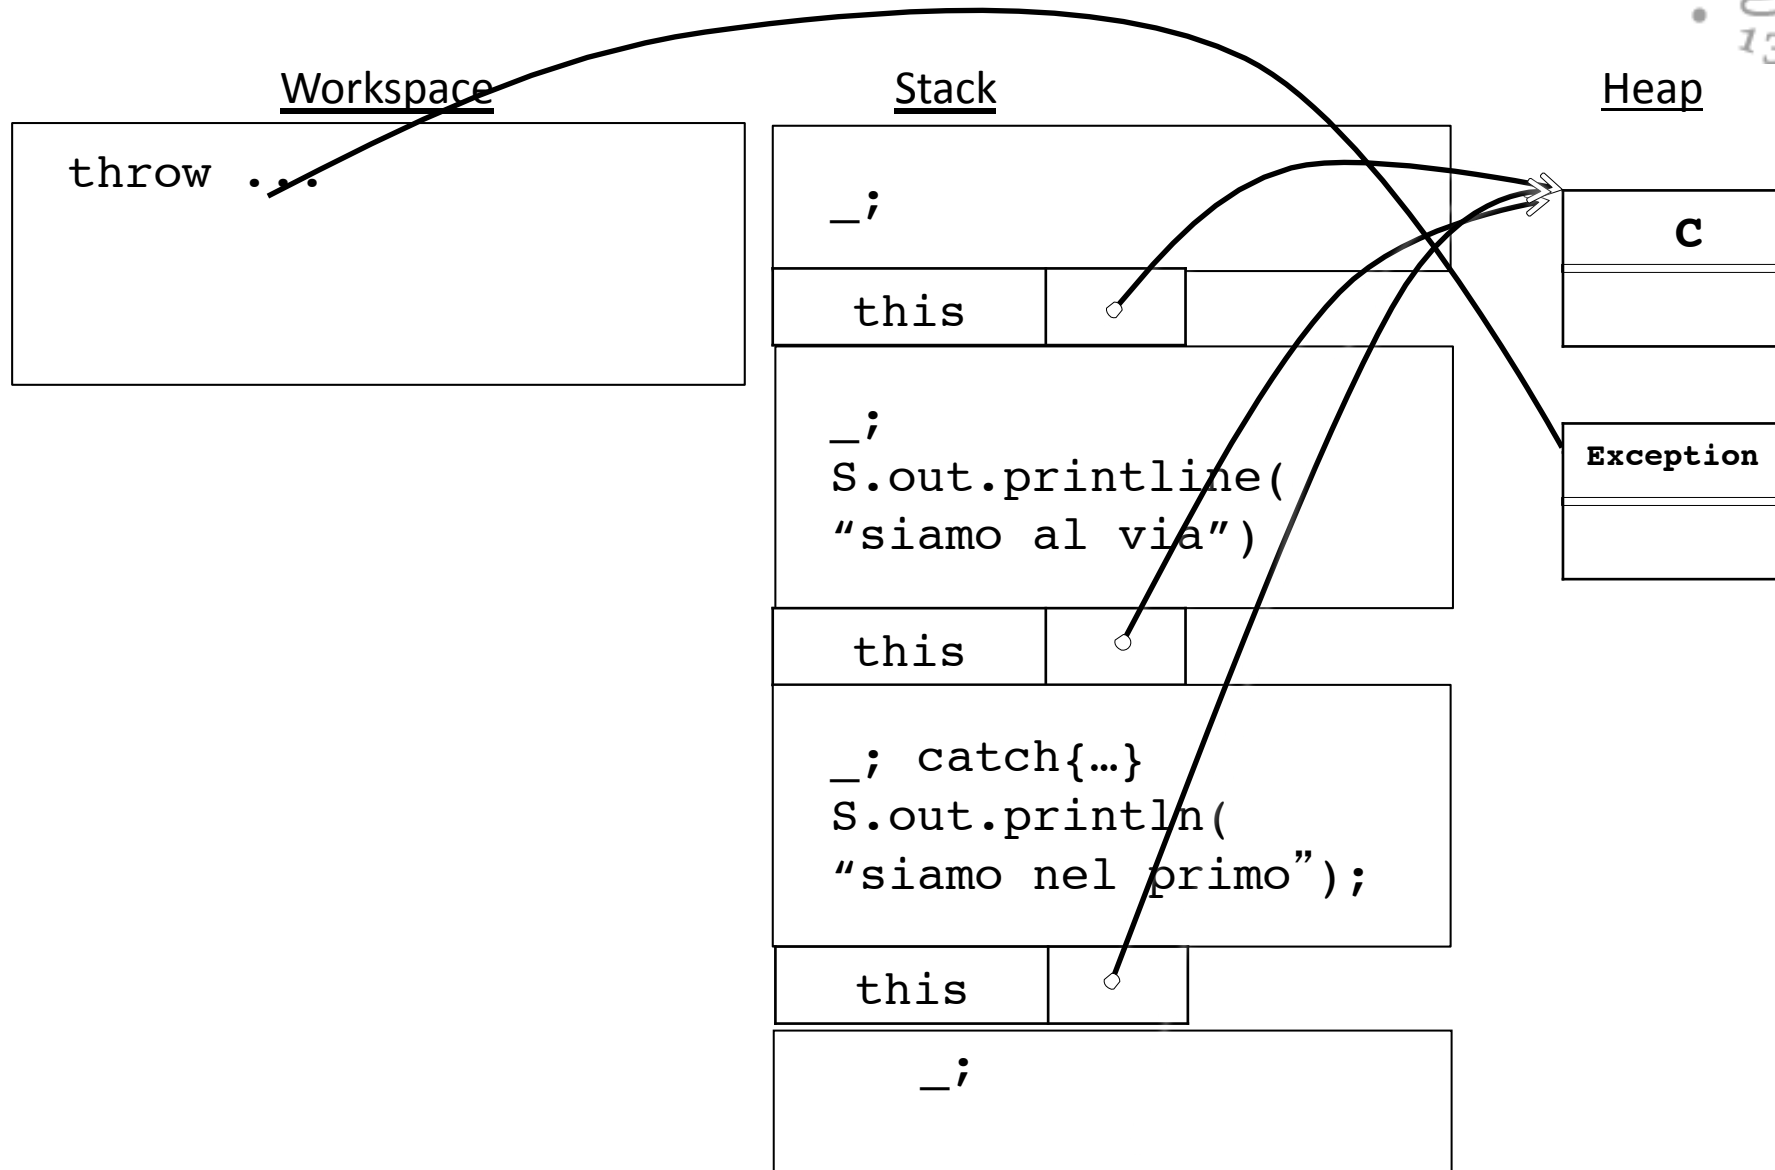 Workspace
Stack
Heap
throw ...
_;
this
_;
S.out.printline(
“siamo al via”)
this
_; catch{…}
S.out.println(
“siamo nel primo”);
this
_;
C
Exception